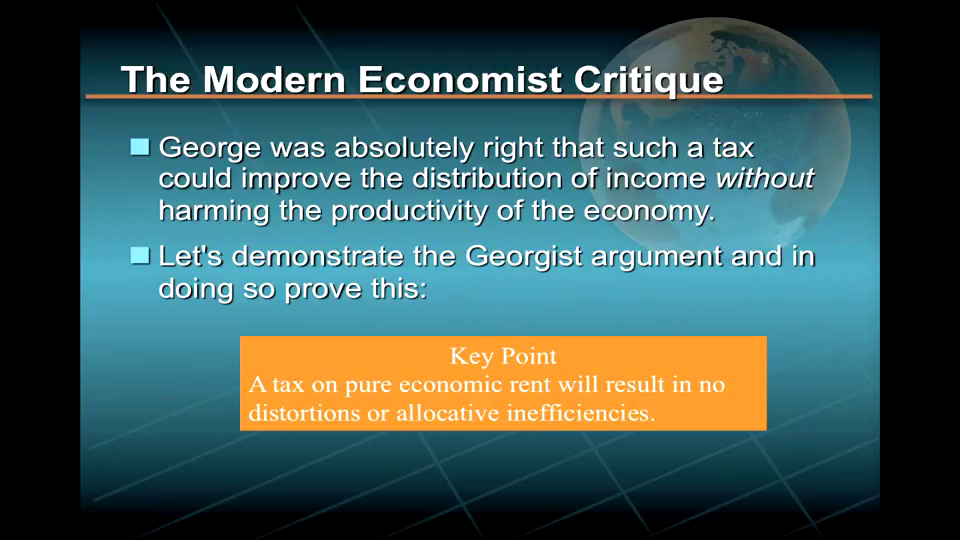 The Modern Economist Critique
George was absolutely right that such a tax
could improve the distribution of income without
harming the productivity of the economy.
Let's demonstrate the Georgist argument and in
doing so prove this:
Key Point
A tax on pure economic rent will result in no
distortions or allocative inefficiencies.